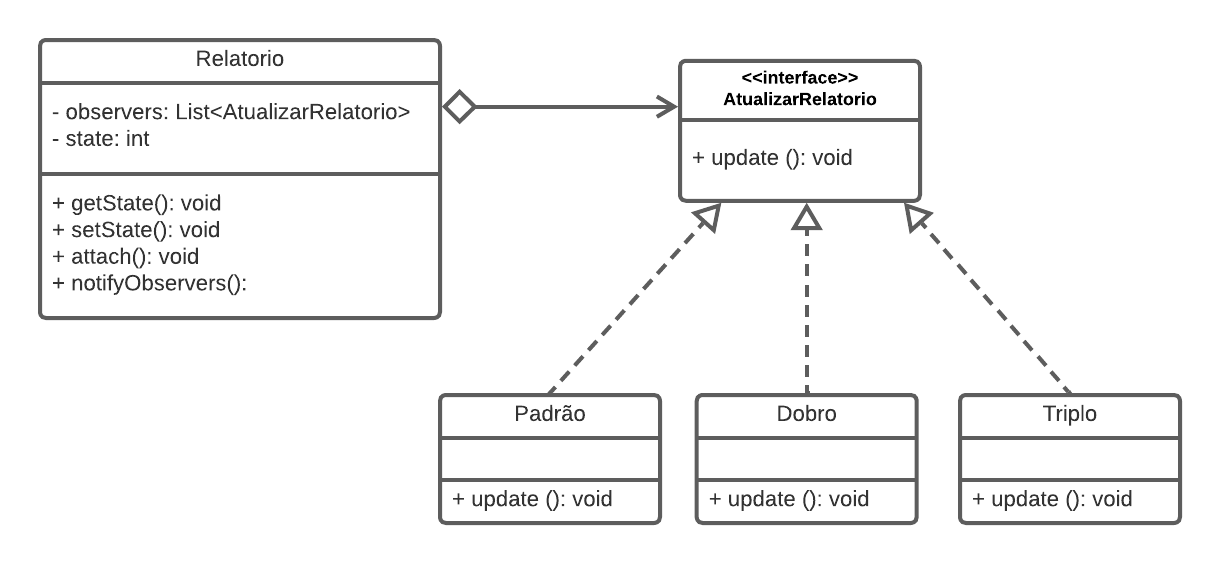 Relatorio
- observers: List<AtualizarRelatorio>
- state: int
+ getState(): void
+ setState(): void
+ attach(): void
+ notifyObservers():
<<interface>>
AtualizarRelatorio
+ update (): void
Padrão
+ update (): void
Dobro
+ update (): void
Triplo
+ update (): void